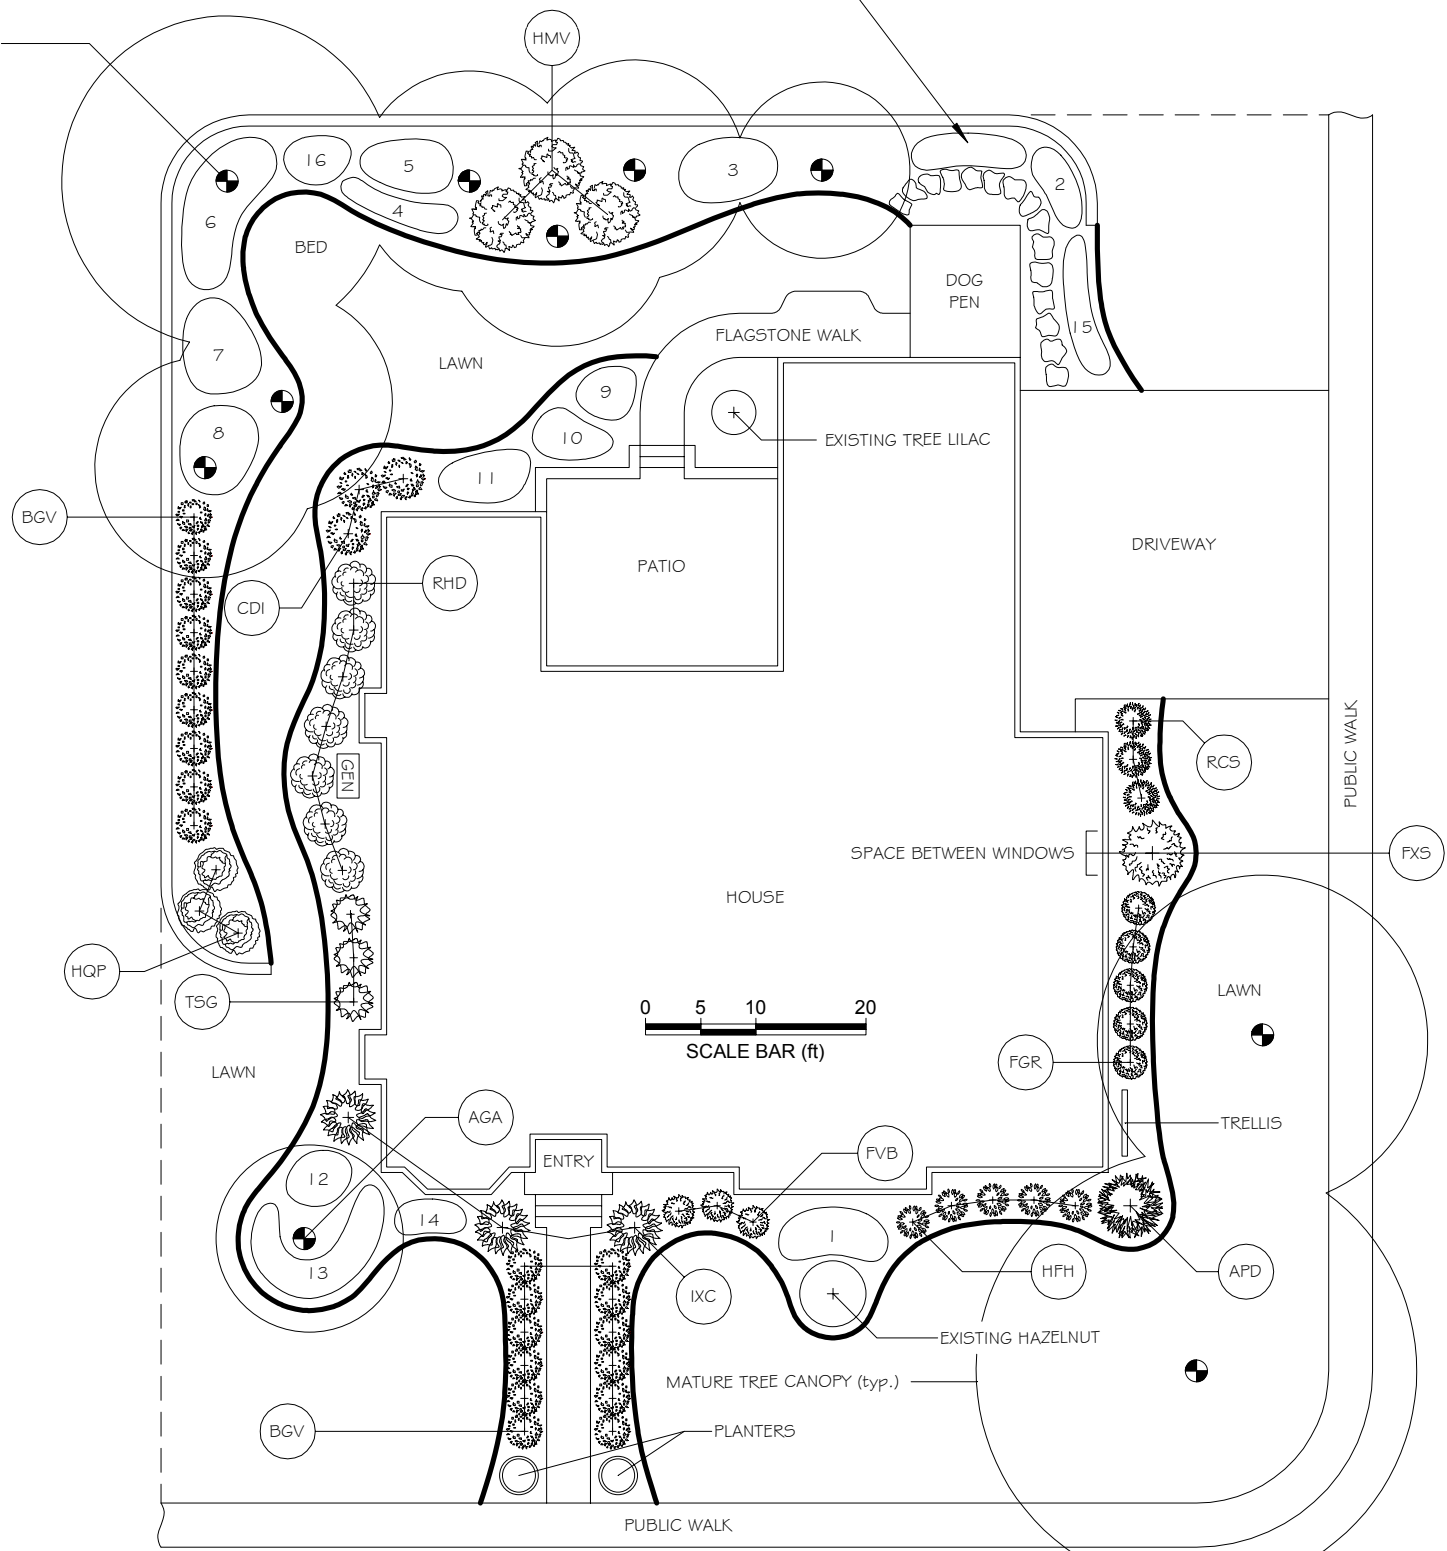 HMV
16
5
3
2
4
6
BED
DOG
PEN
15
FLAGSTONE WALK
7
LAWN
9
8
10
EXISTING TREE LILAC
11
BGV
DRIVEWAY
PATIO
RHD
CDI
PUBLIC WALK
RCS
GEN
SPACE BETWEEN WINDOWS
FXS
HOUSE
HQP
LAWN
TSG
0 5 10 20
SCALE BAR (ft)
FGR
LAWN
AGA
TRELLIS
ENTRY
FVB
12
14
1
13
HFH
APD
IXC
EXISTING HAZELNUT
MATURE TREE CANOPY (typ.)
BGV
PLANTERS
PUBLIC WALK